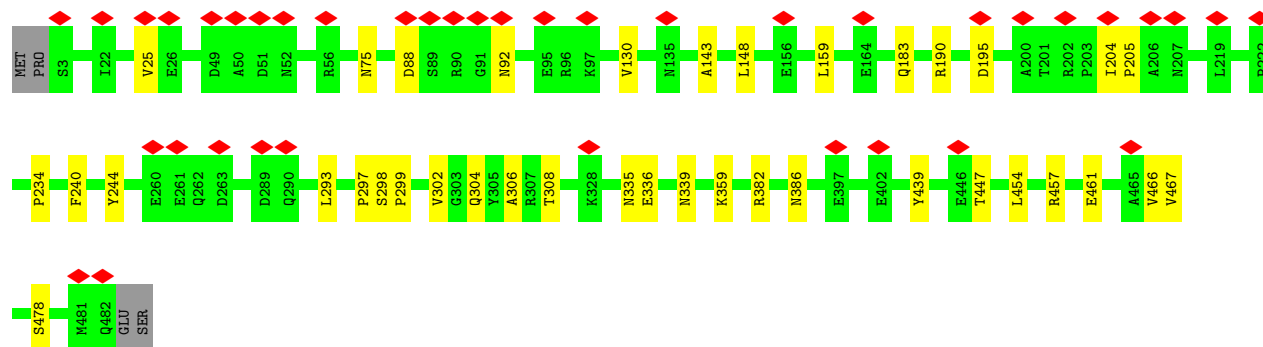 MET PRO S3 I22 V25 E26 D49 A50 D51 N52 R56 N75 D88 S89 R90 G91 N92 E95 R96 K97 V130 N135 A143 L148 E156 L159 E164 Q183 R190 D195 A200 T201 R202 P203 I204 P205 A206 N207 L219
P234 F240 Y244 E260 E261 Q262 D263 D289 Q290 L293 P297 S298 P299 V302 G303 Q304 Y305 A306 R307 T308 K328 N335 E336 N339 K359 R382 N386 E397 E402 Y439 E446 T447 L454 R457 E461 A465 V466 V467
S478 M481 Q482 GLU SER